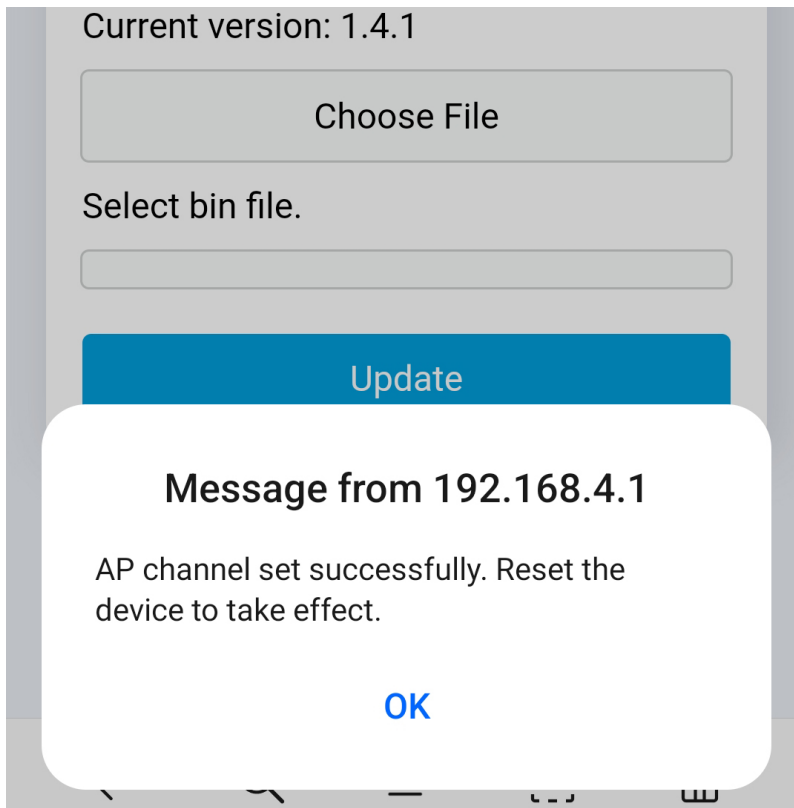 Current version: 1.4.1
Choose File
Select bin file.
Update
Message from 192.168.4.1
AP channel set successfully. Reset the
device to take effect.
OK